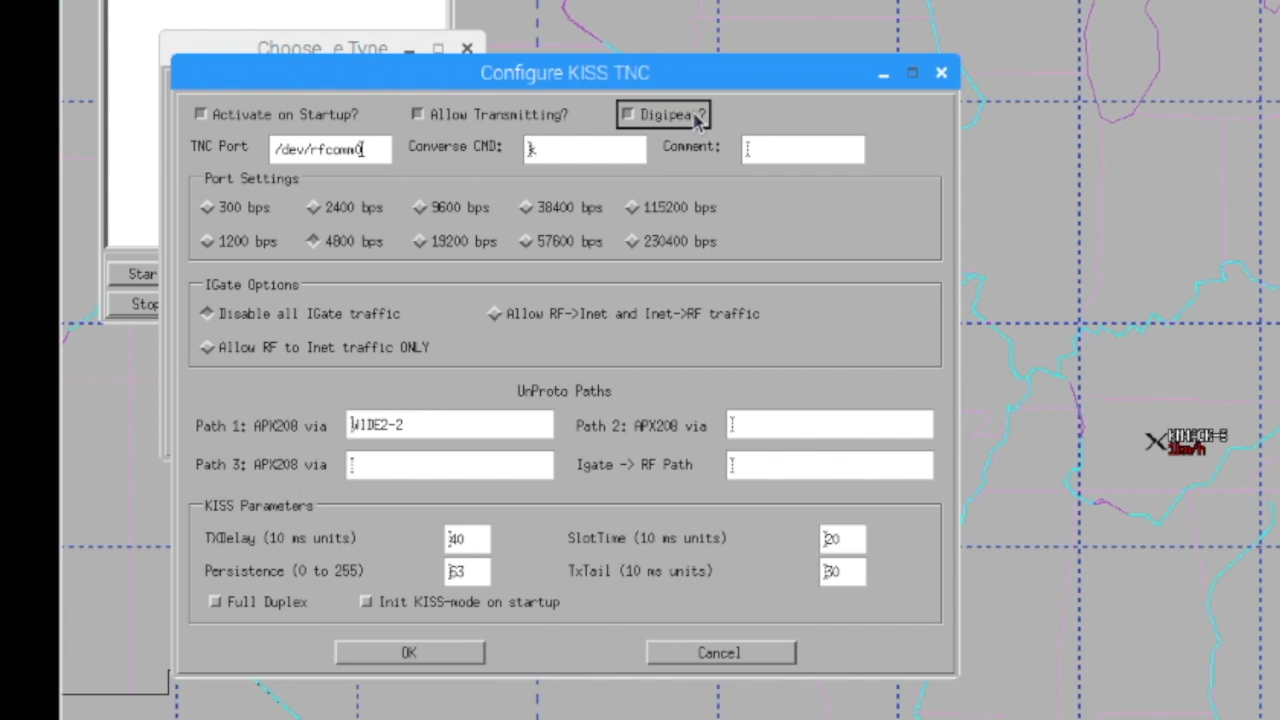 Choose e Type
Configure KISS TNC
Activate on Startup? Allow Transmitting? Digipeat?
TNC Port /dev/rfcomm0 Converse CMD: k Comment:
Port Settings
300 bps 2400 bps 9600 bps 38400 bps 115200 bps
1200 bps 4800 bps 19200 bps 57600 bps 230400 bps
Star
IGate Options
Stop
Disable all IGate traffic Allow RF->Inet and Inet->RF traffic
Allow RF to Inet traffic ONLY
UnProto Paths
Path 1: APX208 via WIDE2-2 Path 2: APX208 via
Path 3: APX208 via Igate -> RF Path
KISS Parameters
TXDelay (10 ms units) 40 SlotTime (10 ms units) 20
Persistence (0 to 255) 63 TxTail (10 ms units) 30
Full Duplex Init KISS-mode on startup
OK Cancel
1km/h